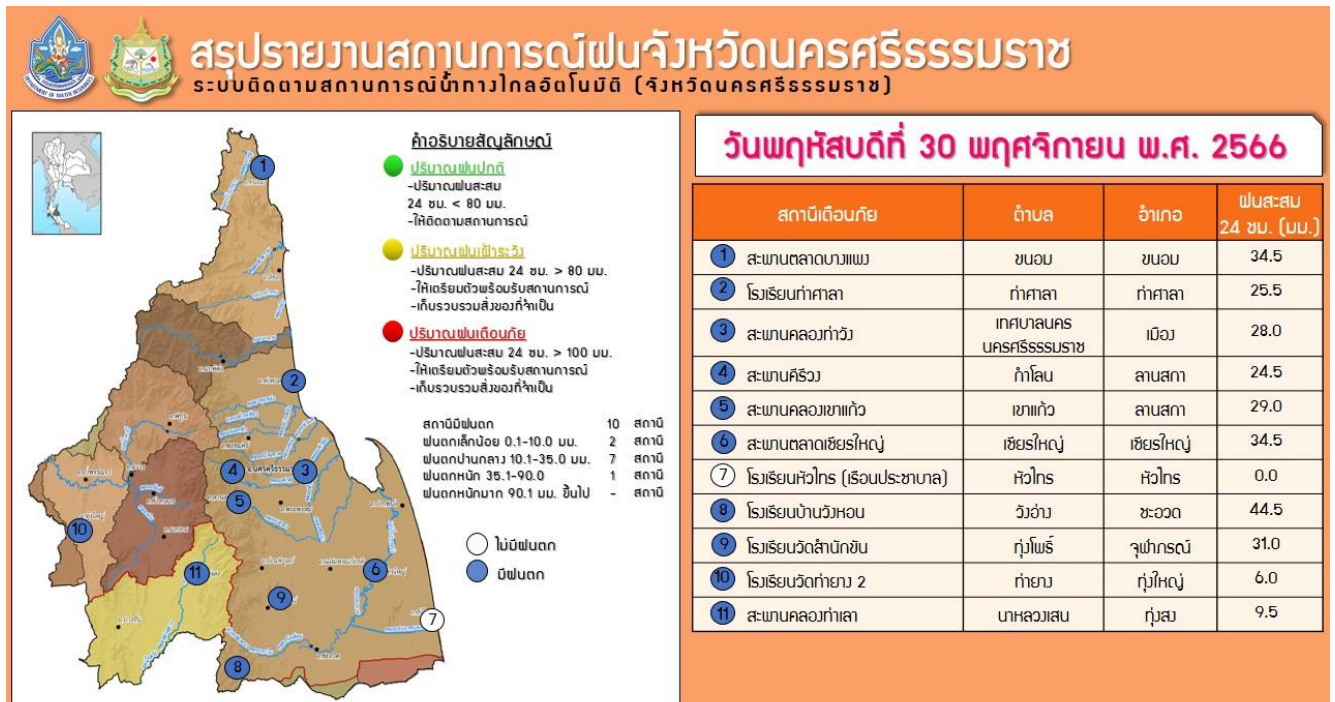 สรุปรายงานสถานการณ์ฝนจังหวัดนครศรีธรรมราช
ระบบติดตามสถานการณ์น้ำทางไกลอัตโนมัติ (จังหวัดนครศรีธรรมราช)
คำอธิบายสัญลักษณ์
ปริมาณฝนปกติ
-ปริมาณฝนสะสม
24 ชม. < 80 มม.
-ให้ติดตามสถานการณ์
ปริมาณฝนเฝ้าระวัง
-ปริมาณฝนสะสม 24 ชม. > 80 มม.
-ให้เตรียมตัวพร้อมรับสถานการณ์
-เก็บรวบรวมสิ่งของที่จำเป็น
ปริมาณฝนเตือนภัย
-ปริมาณฝนสะสม 24 ชม. > 100 มม.
-ให้เตรียมตัวพร้อมรับสถานการณ์
-เก็บรวบรวมสิ่งของที่จำเป็น
สถานีมีฝนตก 10 สถานี
ฝนตกเล็กน้อย 0.1-10.0 มม. 2 สถานี
ฝนตกปานกลาง 10.1-35.0 มม. 7 สถานี
ฝนตกหนัก 35.1-90.0 1 สถานี
ฝนตกหนักมาก 90.1 มม. ขึ้นไป - สถานี
ไม่มีฝนตก
มีฝนตก
1
2
4
3
5
10
11
6
9
7
8
วันพฤหัสบดีที่ 30 พฤศจิกายน พ.ศ. 2566
สถานีเตือนภัย ตำบล อำเภอ ฝนสะสม
24 ชม. (มม.)
1 สะพานตลาดบางแพง ขนอม ขนอม 34.5
2 โรงเรียนท่าศาลา ท่าศาลา ท่าศาลา 25.5
3 สะพานคลองท่าวัง เทศบาลนคร
นครศรีธรรมราช เมือง 28.0
4 สะพานคีรีวง กำโลน ลานสกา 24.5
5 สะพานคลองเขาแก้ว เขาแก้ว ลานสกา 29.0
6 สะพานตลาดเชียรใหญ่ เชียรใหญ่ เชียรใหญ่ 34.5
7 โรงเรียนหัวไทร (เรือนประชาบาล) หัวไทร หัวไทร 0.0
8 โรงเรียนบ้านวังหอน วังอ่าง ชะอวด 44.5
9 โรงเรียนวัดสำนักขัน ทุ่งโพธิ์ จุฬาภรณ์ 31.0
10 โรงเรียนวัดท่ายาง 2 ท่ายาง ทุ่งใหญ่ 6.0
11 สะพานคลองท่าเลา นาหลวงเสน ทุ่งสง 9.5